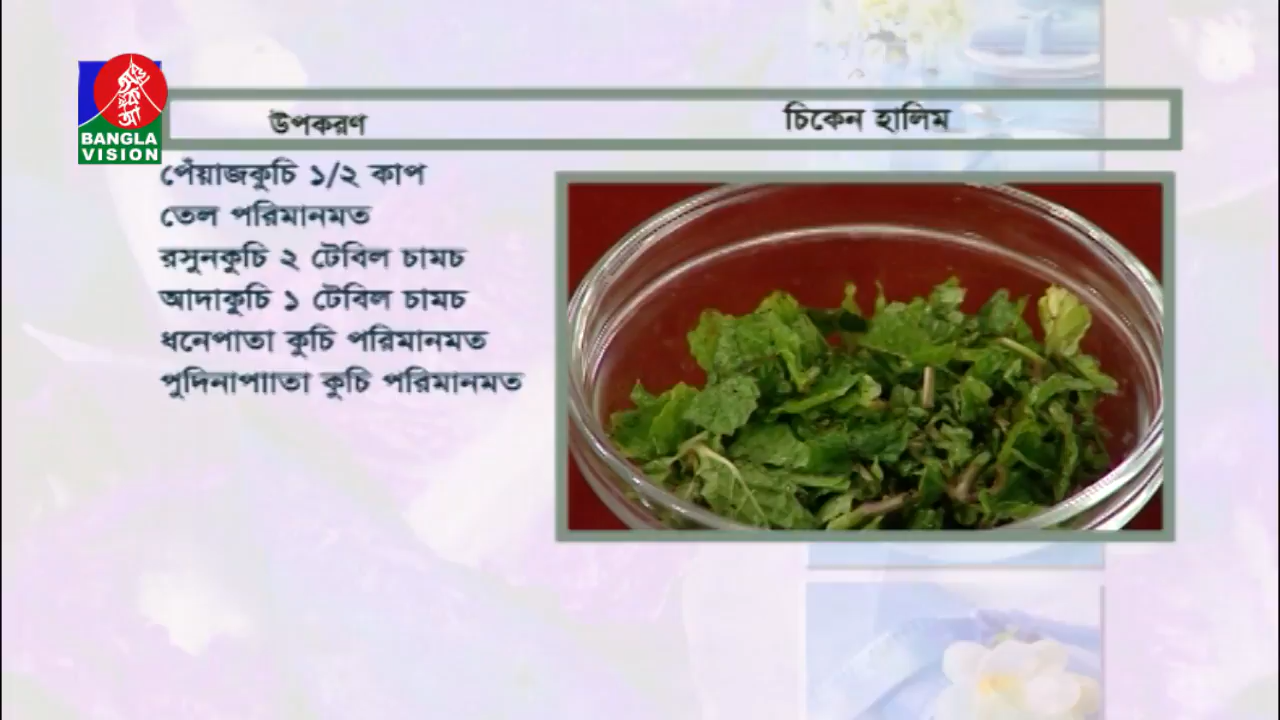 BANGLA
VISION
উপকরণ
চিকেন হালিম
পেঁয়াজকুচি ১/২ কাপ
তেল পরিমানমত
রসুনকুচি ২ টেবিল চামচ
আদাকুচি ১ টেবিল চামচ
ধনেপাতা কুচি পরিমানমত
পুদিনাপাাতা কুচি পরিমানমত